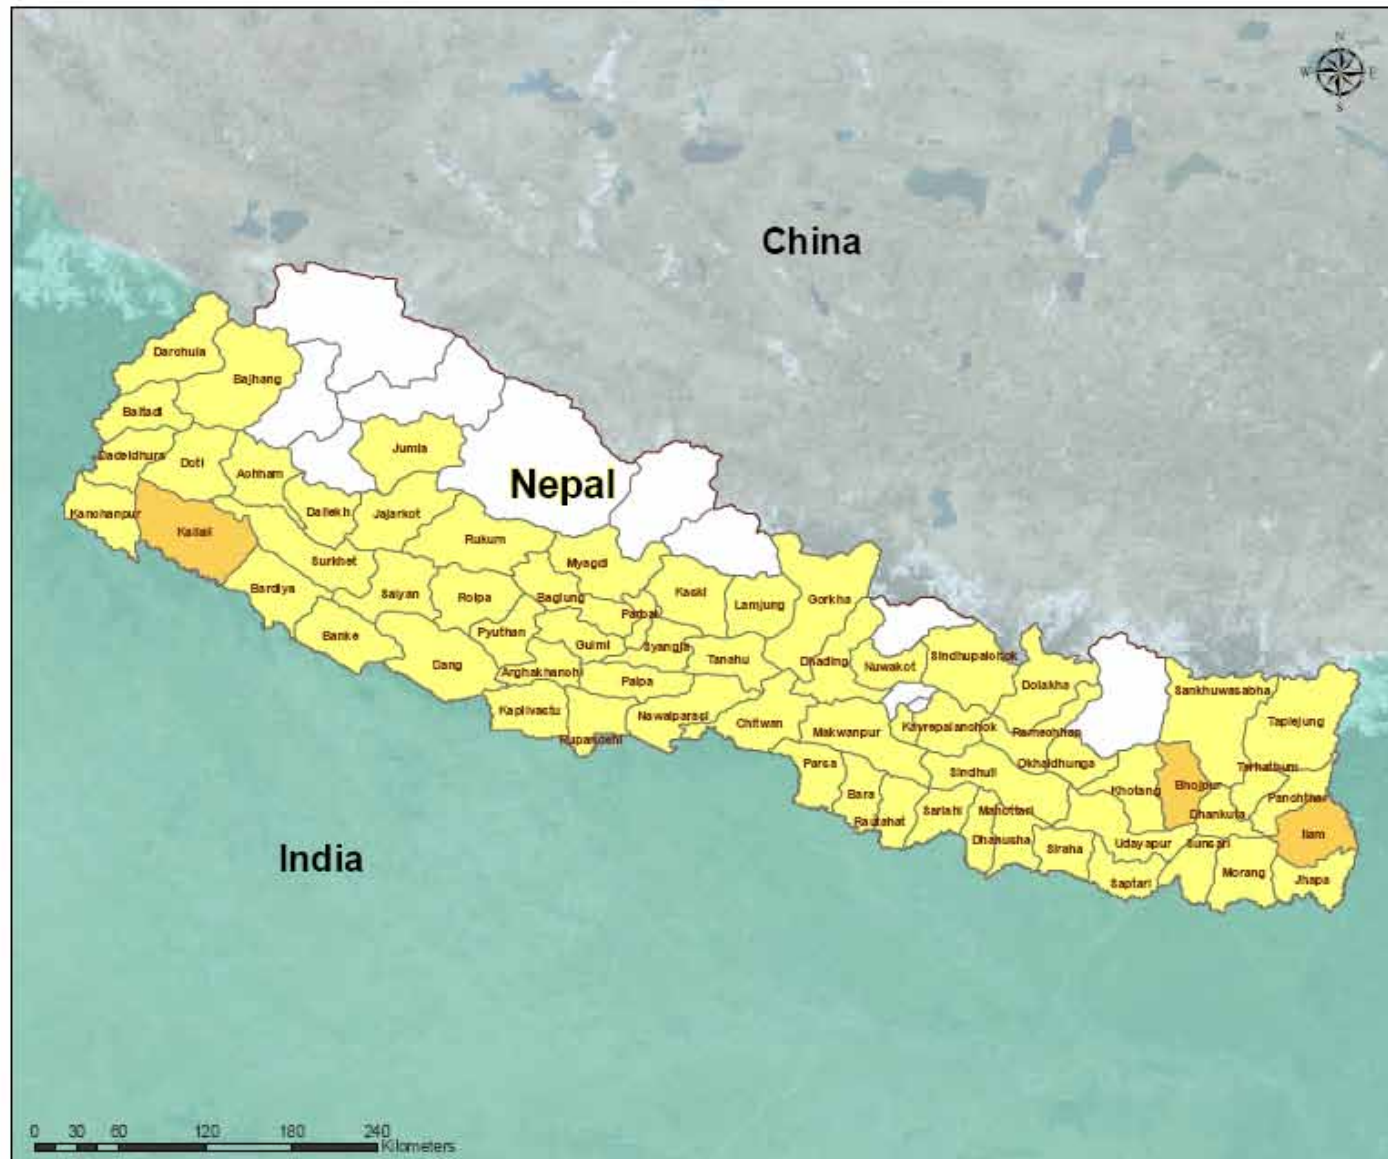 N
W E
S
China
Darchula
Bajhang
Baitadi
Jumla
Dadeldhura
Doti
Achham
Nepal
Kanchanpur
Kailali
Dailekh
Jajarkot
Rukum
Surkhet
Myagdi
Bardiya
Salyan
Rolpa
Baglung
Kaski
Lamjung
Gorkha
Parbat
Banke
Pyuthan
Gulmi
Syangja
Tanahu
Dhading
Nuwakot
Sindhupalchok
Dang
Arghakhanchi
Palpa
Dolakha
Sankhuwasabha
Kapilvastu
Nawalparasi
Chitwan
Makwanpur
Kavrepalanchok
Ramechhap
Taplejung
Rupandehi
Parsa
Sindhuli
Okhaldhunga
Terhathum
Bara
Khotang
Bhojpur
Panchthar
Rautahat
Sarlahi
Mahottari
Dhankuta
Ilam
India
Dhanusha
Siraha
Udayapur
Sunsari
Saptari
Morang
Jhapa
0 30 60 120 180 240
Kilometers